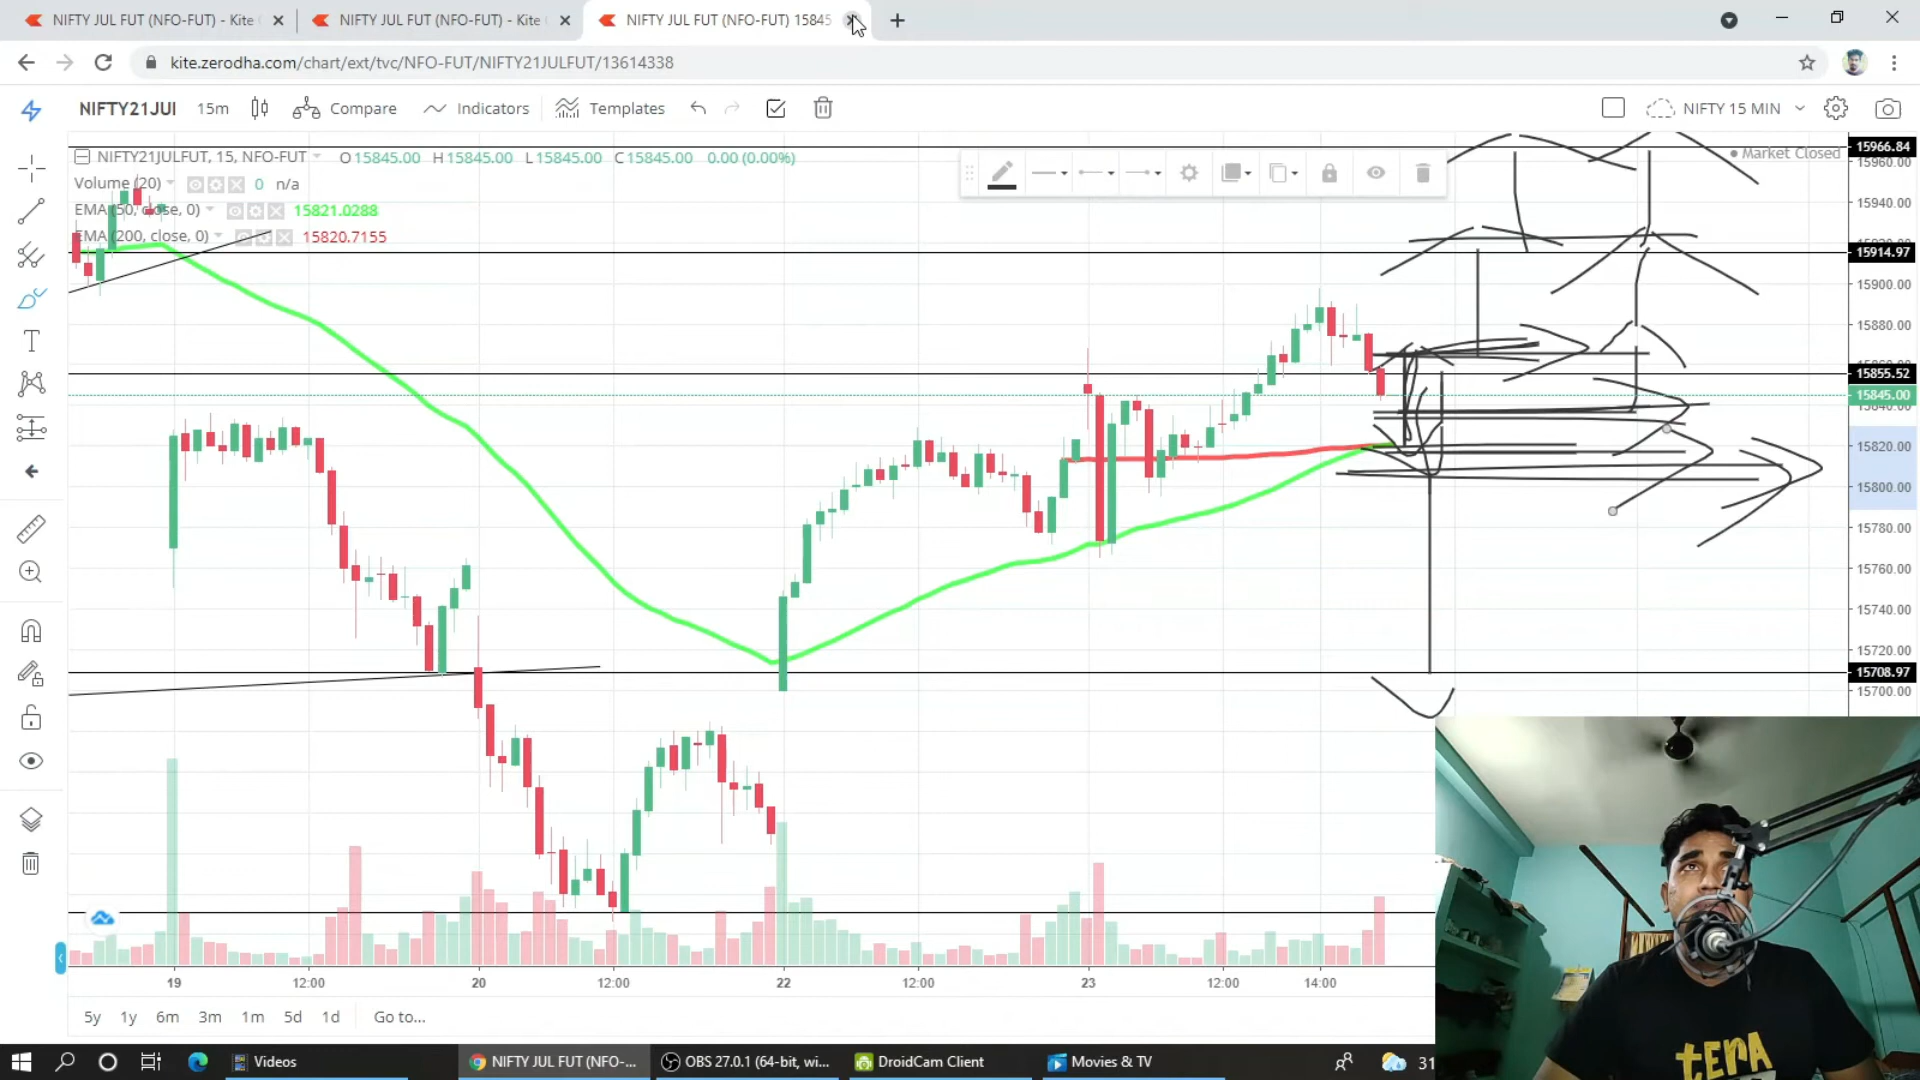 NIFTY JUL FUT (NFO-FUT) - Kite
NIFTY JUL FUT (NFO-FUT) - Kite
NIFTY JUL FUT (NFO-FUT) 15845
kite.zerodha.com/chart/ext/tvc/NFO-FUT/NIFTY21JULFUT/13614338
NIFTY21JUl
15m
Compare
Indicators
Templates
NIFTY 15 MIN
NIFTY21JULFUT, 15, NFO-FUT
O15845.00 H15845.00 L15845.00 C15845.00 0.00 (0.00%)
Market Closed
Volume (20) 0 n/a
EMA (50, close, 0) 15821.0288
EMA (200, close, 0) 15820.7155
15966.84
15960.00
15940.00
15914.97
15900.00
15880.00
15855.52
15845.00
15820.00
15800.00
15780.00
15760.00
15740.00
15720.00
15708.97
15700.00
19 12:00 20 12:00 22 12:00 23 12:00 14:00
5y 1y 6m 3m 1m 5d 1d Go to...
TERA
Videos
NIFTY JUL FUT (NFO-...
OBS 27.0.1 (64-bit, wi...
DroidCam Client
Movies & TV
31